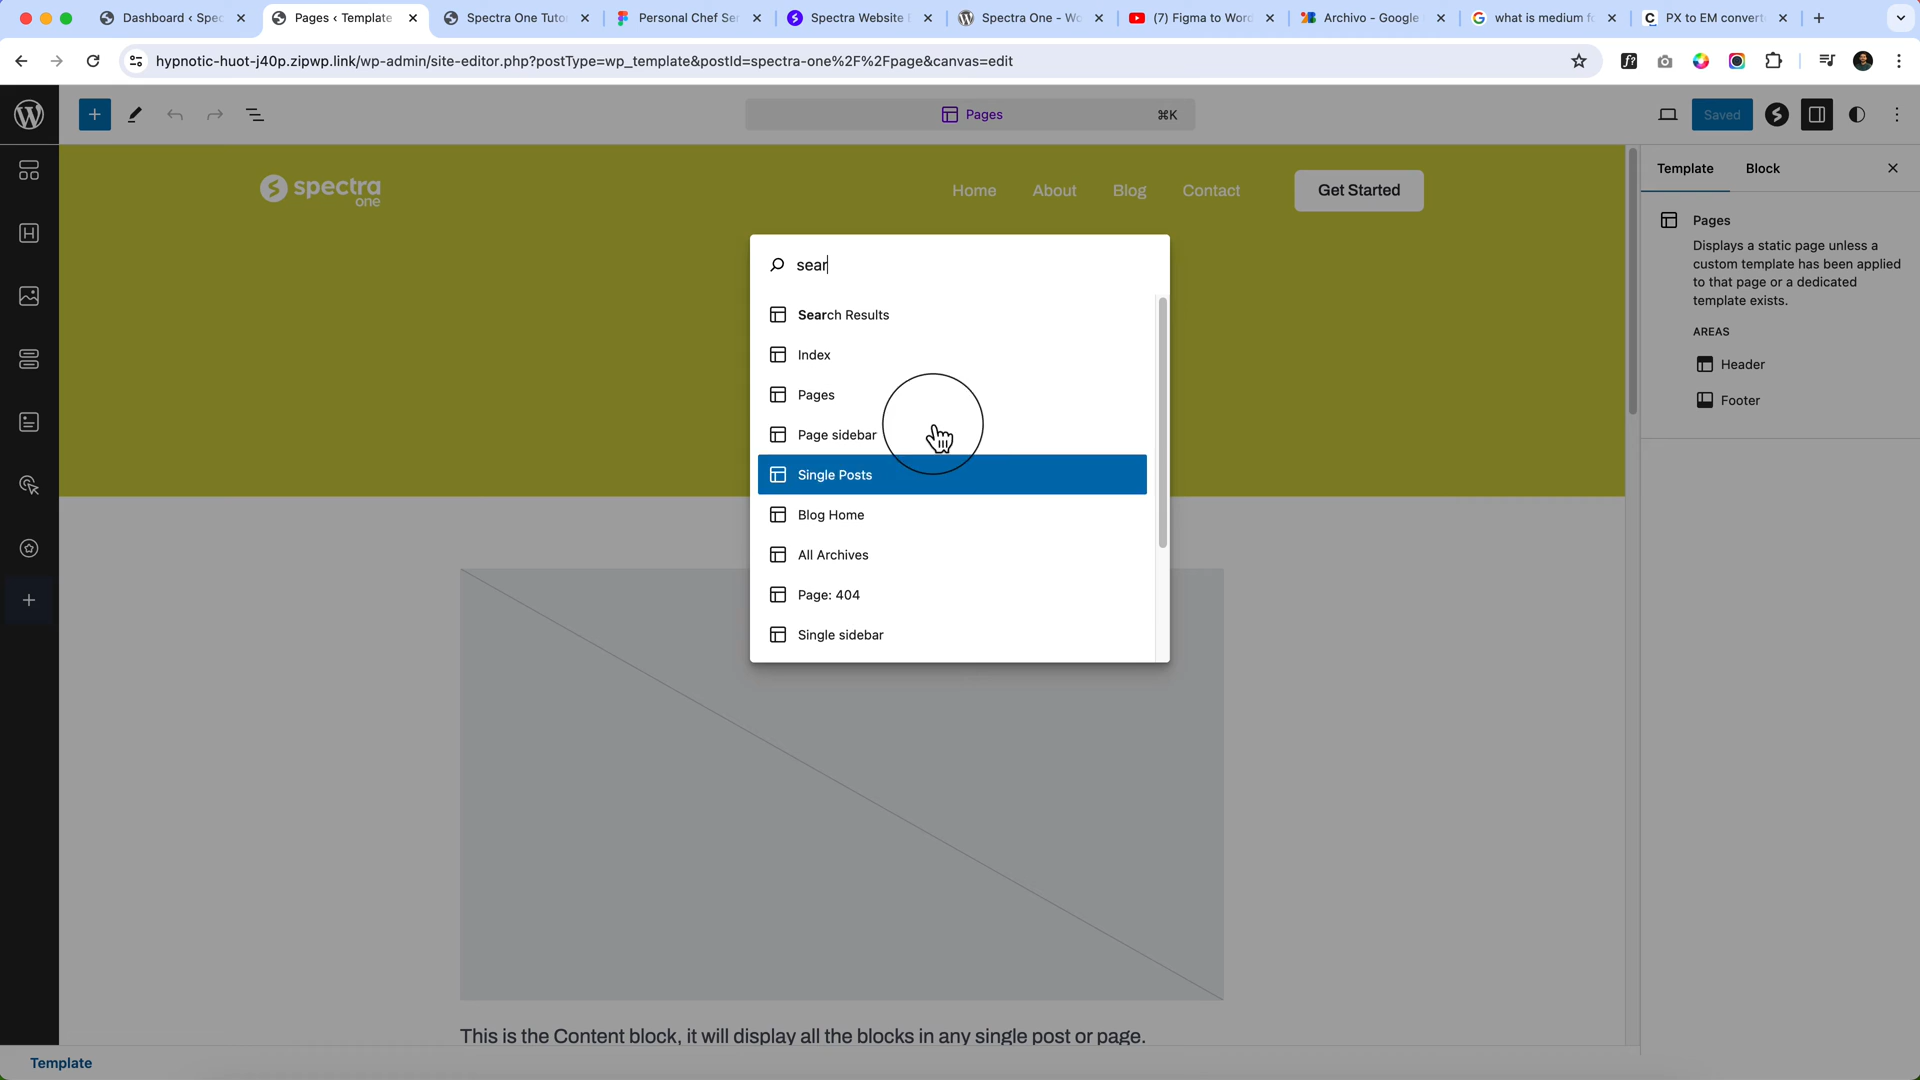 Dashboard ‹ Spec
Pages ‹ Template
Spectra One Tuto
Personal Chef Ser
Spectra Website
Spectra One - Wo
(7) Figma to Word
Archivo - Google
what is medium f
PX to EM convert
hypnotic-huot-j40p.zipwp.link/wp-admin/site-editor.php?postType=wp_template&postId=spectra-one%2F%2Fpage&canvas=edit
Pages
⌘K
Saved
spectra
one
Home
About
Blog
Contact
Get Started
Template
Block
Pages
Displays a static page unless a
custom template has been applied
to that page or a dedicated
template exists.
AREAS
Header
Footer
sear
Search Results
Index
Pages
Page sidebar
Single Posts
Blog Home
All Archives
Page: 404
Single sidebar
This is the Content block, it will display all the blocks in any single post or page.
Template